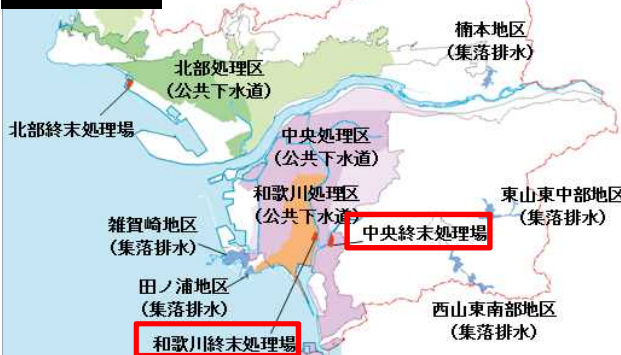 楠本地区
(集落排水)
北部処理区
(公共下水道)
北部終末処理場
中央処理区
(公共下水道)
和歌川処理区
(公共下水道)
東山東中部地区
(集落排水)
雑賀崎地区
(集落排水)
中央終末処理場
田ノ浦地区
(集落排水)
西山東南部地区
(集落排水)
和歌川終末処理場